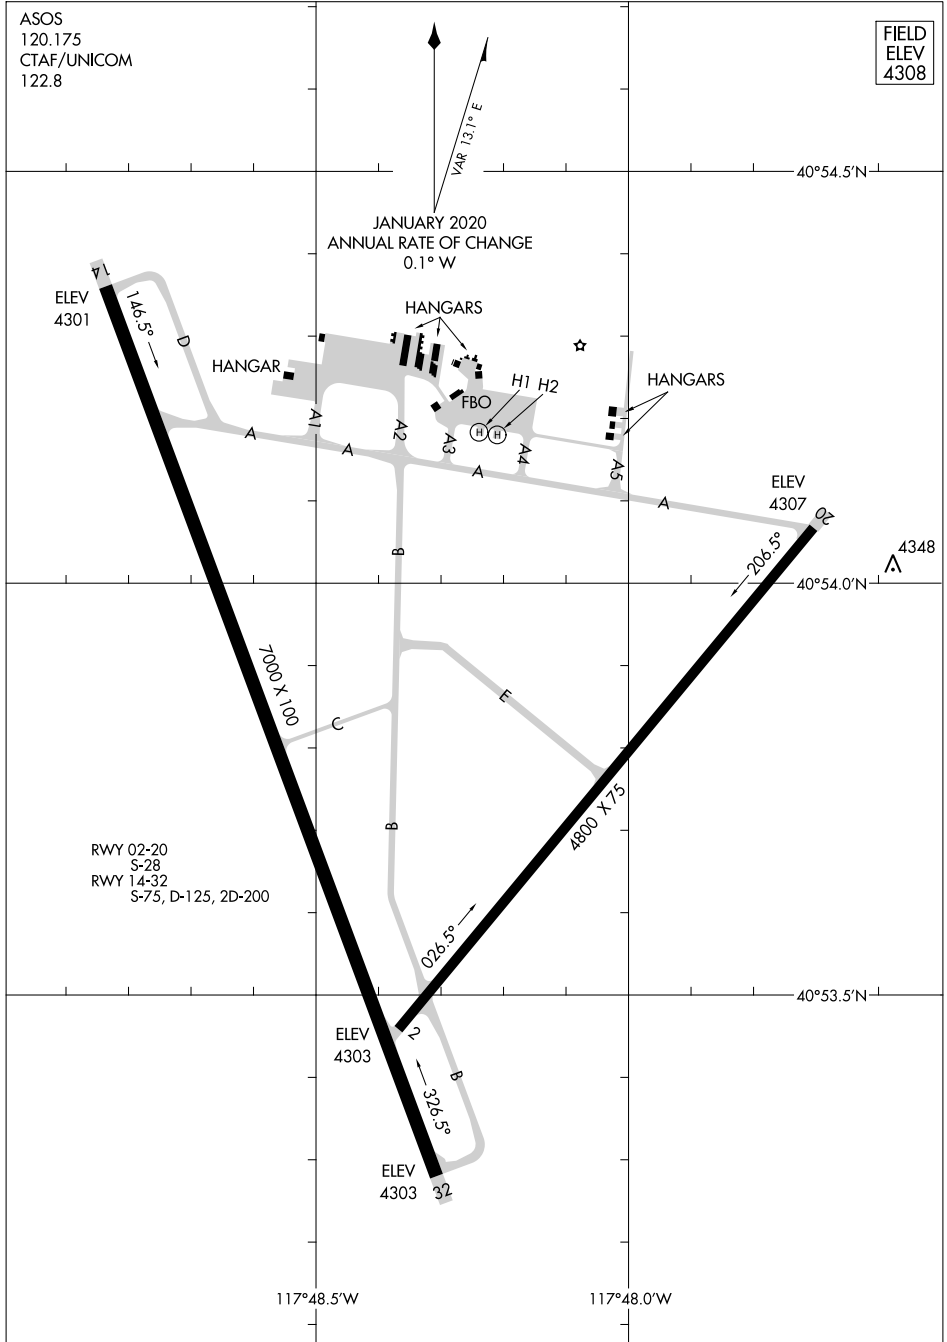 ASOS
120.175
CTAF/UNICOM
122.8
FIELD
ELEV
4308
VAR 13.1° E
40°54.5'N
JANUARY 2020
ANNUAL RATE OF CHANGE
0.1° W
14
ELEV
4301
146.5°
D
HANGARS
HANGAR
HANGARS
H1 H2
FBO
H
H
A
A1
A
A2
A3
A
A4
A5
A
ELEV
4307
20
206.5°
4348
40°54.0'N
B
7000 X 100
C
E
4800 X 75
B
RWY 02-20
S-28
RWY 14-32
S-75, D-125, 2D-200
026.5°
40°53.5'N
ELEV
4303
2
B
326.5°
ELEV
4303
32
117°48.5'W
117°48.0'W